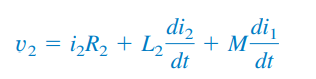 v₂ = i₂R₂ + L₂ di₂/dt + M di₁/dt